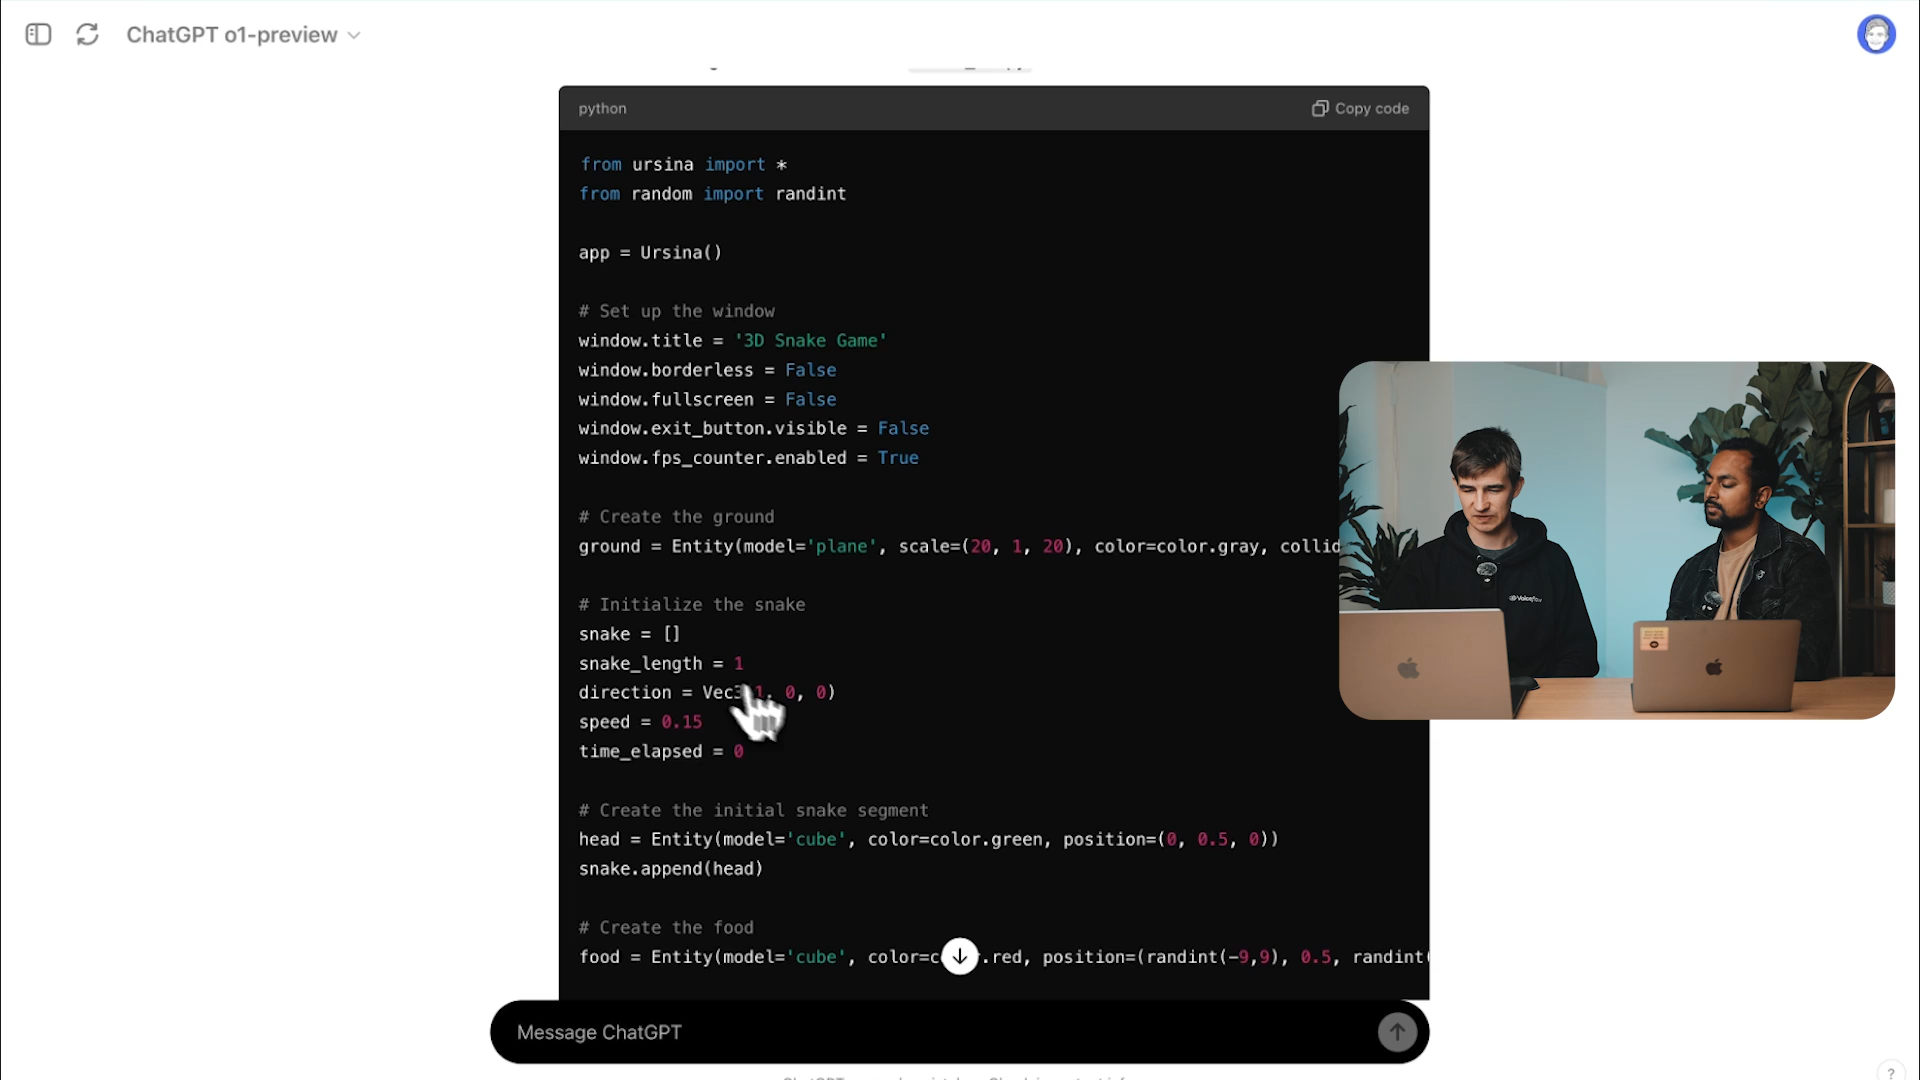 ChatGPT o1-preview
python
Copy code
from ursina import *
from random import randint
app = Ursina()
# Set up the window
window.title = '3D Snake Game'
window.borderless = False
window.fullscreen = False
window.exit_button.visible = False
window.fps_counter.enabled = True
# Create the ground
ground = Entity(model='plane', scale=(20, 1, 20), color=color.gray, collid
# Initialize the snake
snake = []
snake_length = 1
direction = Vec3 1, 0, 0)
speed = 0.15
time_elapsed = 0
# Create the initial snake segment
head = Entity(model='cube', color=color.green, position=(0, 0.5, 0))
snake.append(head)
# Create the food
food = Entity(model='cube', color=c .red, position=(randint(-9,9), 0.5, randint(
Message ChatGPT
?
Voiceflow